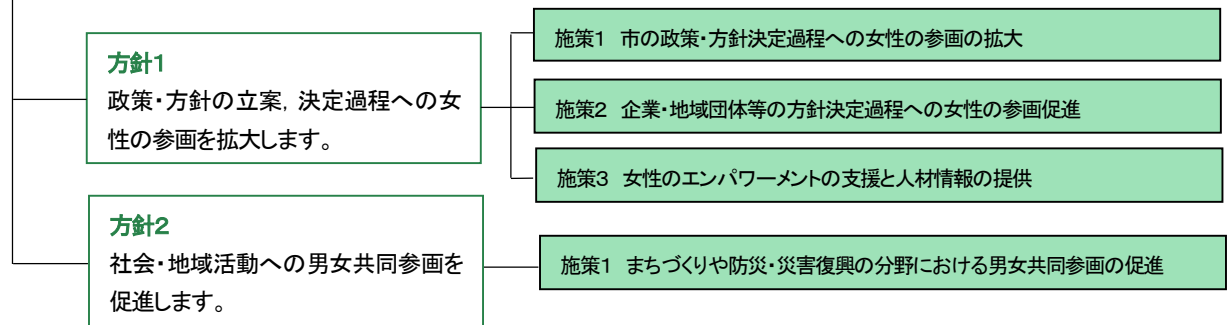 方針1
政策・方針の立案, 決定過程への女
性の参画を拡大します。
施策1 市の政策・方針決定過程への女性の参画の拡大
施策2 企業・地域団体等の方針決定過程への女性の参画促進
施策3 女性のエンパワーメントの支援と人材情報の提供
方針2
社会・地域活動への男女共同参画を
促進します。
施策1 まちづくりや防災・災害復興の分野における男女共同参画の促進